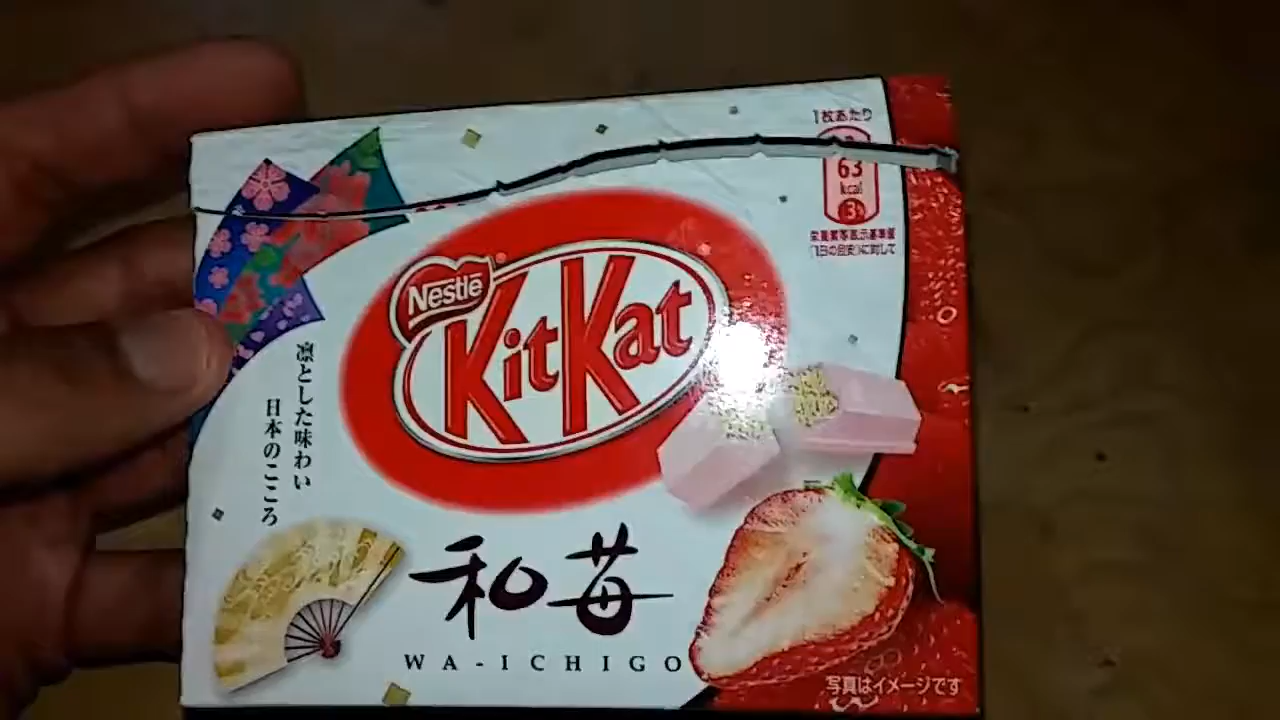 1枚あたり
63
kcal
3%
栄養素等表示基準値
(1日の目安)に対して
Nestle
KitKat
凛とした味わい
日本のこころ
和苺
WA-ICHIGO
写真はイメージです